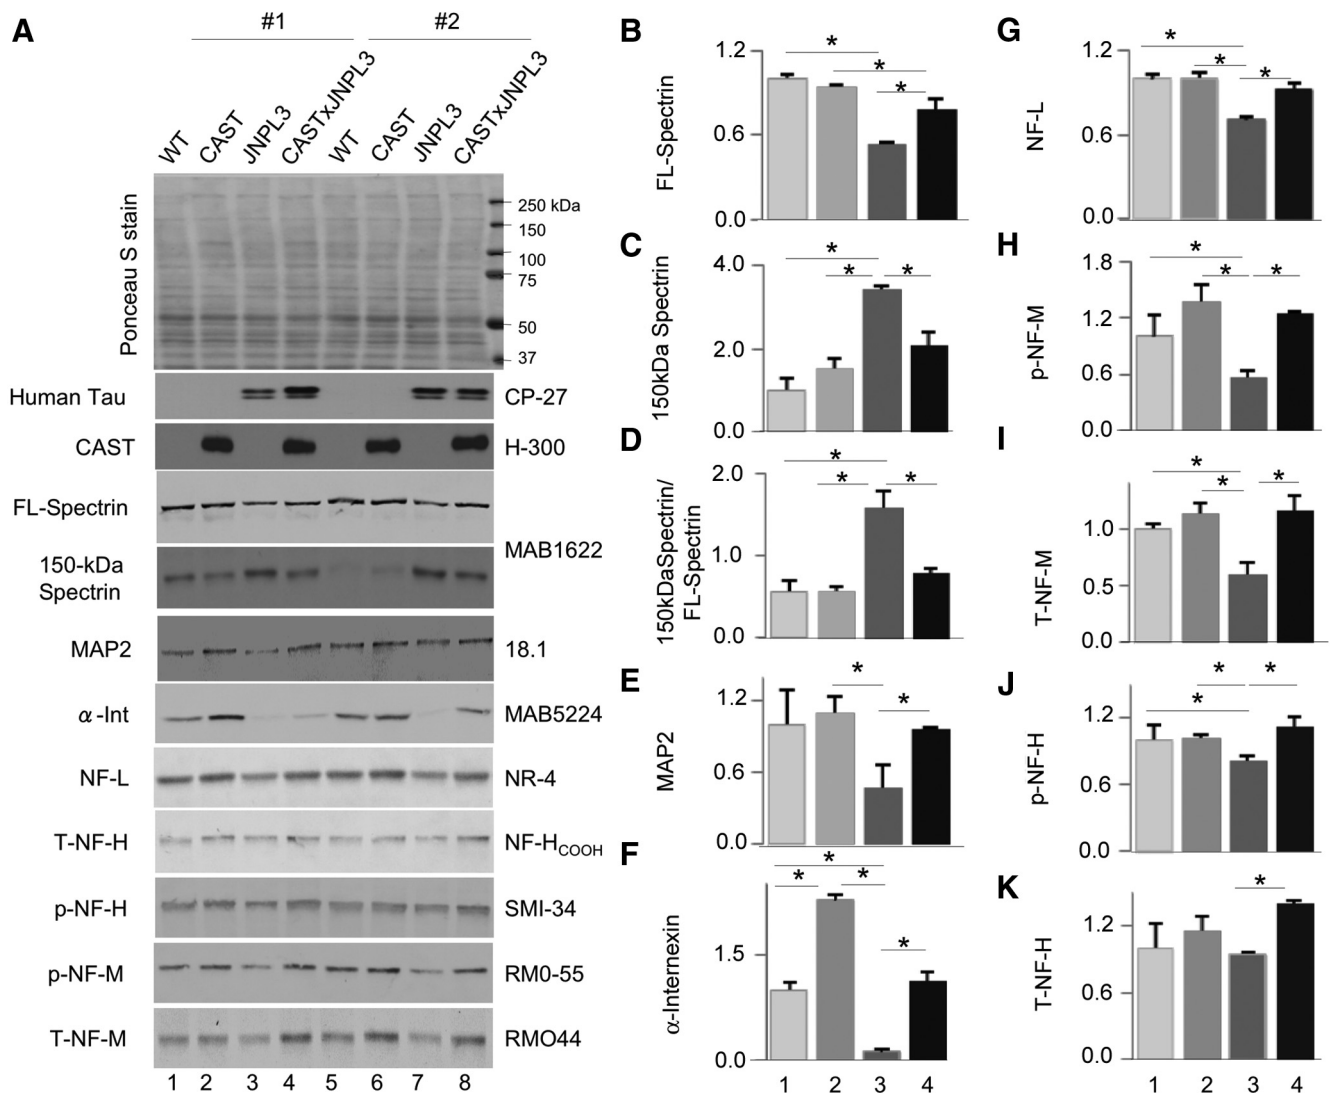 A
#1
#2
WT
CAST
JNPL3
CASTxJNPL3
WT
CAST
JNPL3
CASTxJNPL3
Ponceau S stain
250 kDa
150
100
75
50
37
Human Tau
CP-27
CAST
H-300
FL-Spectrin
MAB1622
150-kDa
Spectrin
MAP2
18.1
α-Int
MAB5224
NF-L
NR-4
T-NF-H
NF-HCOOH
p-NF-H
SMI-34
p-NF-M
RM0-55
T-NF-M
RMO44
1 2 3 4 5 6 7 8
B
FL-Spectrin
1.2
0.6
0.0
*
*
*
C
150kDa Spectrin
4.0
2.0
0.0
*
*
*
D
150kDaSpectrin/
FL-Spectrin
2.0
1.0
0.0
*
*
*
E
MAP2
1.2
0.6
0.0
*
*
F
α-Internexin
1.5
0.0
*
*
*
*
1 2 3 4
G
NF-L
1.2
0.6
0.0
*
*
*
H
p-NF-M
1.8
1.2
0.6
0.0
*
*
*
I
T-NF-M
1.0
0.5
0.0
*
*
*
J
p-NF-H
1.2
0.6
0.0
*
*
*
K
T-NF-H
1.2
0.6
0.0
*
1 2 3 4